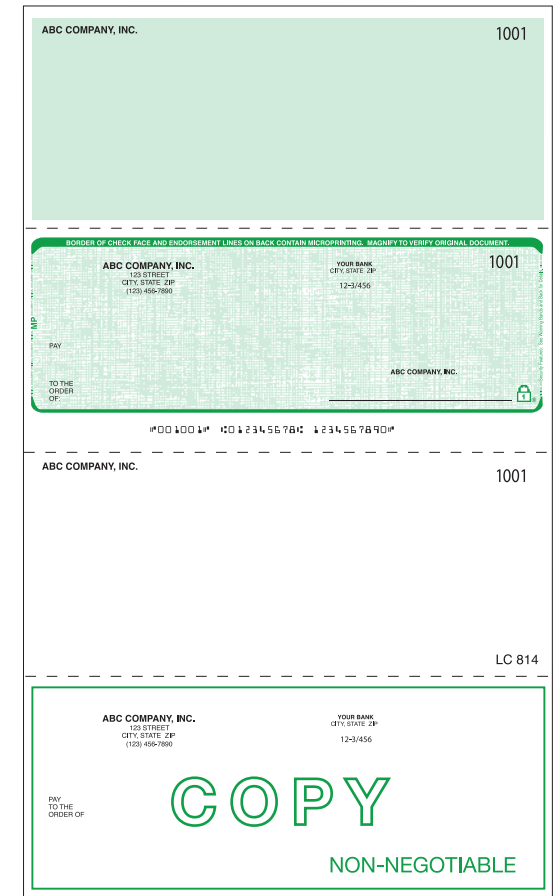 ABC COMPANY, INC.
1001
BORDER OF CHECK FACE AND ENDORSEMENT LINES ON BACK CONTAIN MICROPRINTING. MAGNIFY TO VERIFY ORIGINAL DOCUMENT.
ABC COMPANY, INC.
123 STREET
CITY, STATE ZIP
(123) 456-7890
YOUR BANK
CITY, STATE ZIP
12-3/456
1001
MP
PAY
ABC COMPANY, INC.
TO THE
ORDER
OF:
⑈001001⑈ ⑆012345678⑆ 1234567890⑈
ABC COMPANY, INC.
1001
LC 814
ABC COMPANY, INC.
123 STREET
CITY, STATE ZIP
(123) 456-7890
YOUR BANK
CITY, STATE ZIP
12-3/456
PAY
TO THE
ORDER OF
COPY
NON-NEGOTIABLE